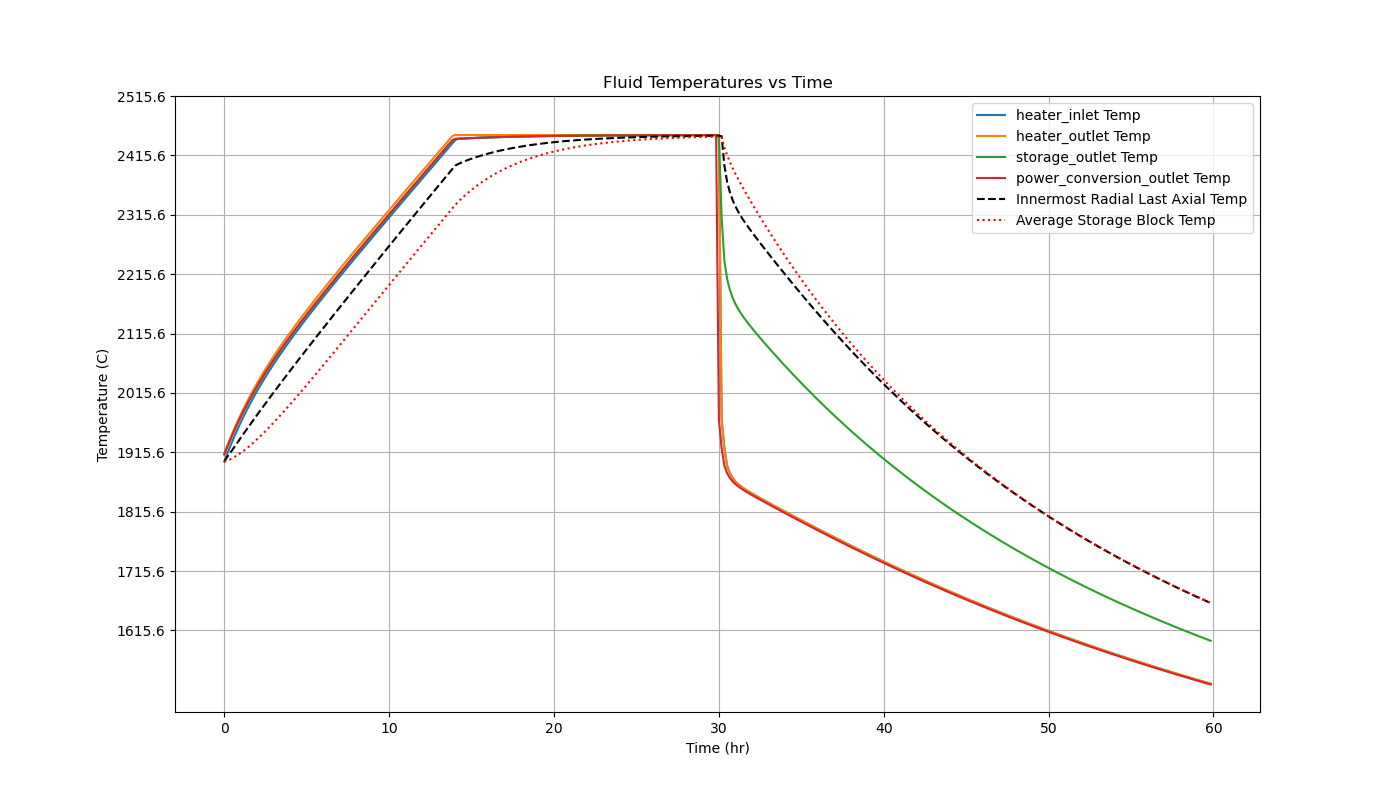 Fluid Temperatures vs Time
2515.6
2415.6
2315.6
2215.6
2115.6
2015.6
1915.6
1815.6
1715.6
1615.6
Temperature (C)
heater_inlet Temp
heater_outlet Temp
storage_outlet Temp
power_conversion_outlet Temp
Innermost Radial Last Axial Temp
Average Storage Block Temp
0 10 20 30 40 50 60
Time (hr)